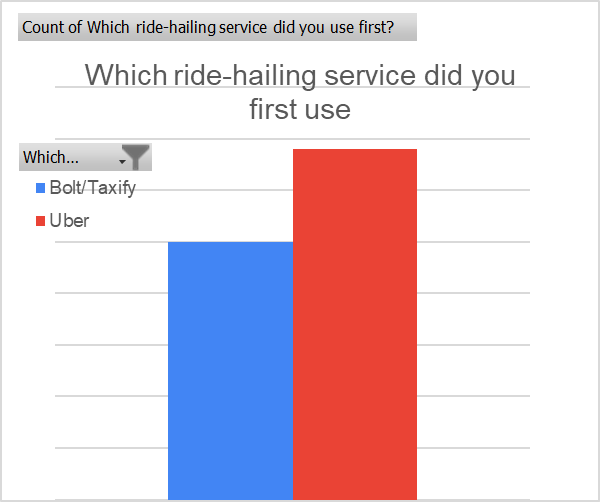 Count of Which ride-hailing service did you use first?
Which ride-hailing service did you
first use
Which...
Bolt/Taxify
Uber